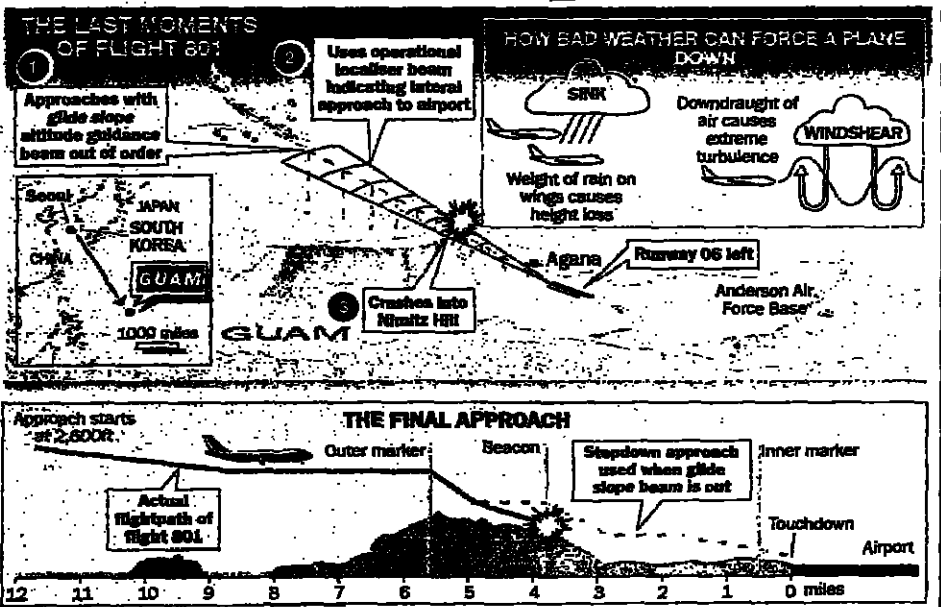 THE LAST MOMENTS
OF FLIGHT 801
1
2
Approaches with
glide slope
altitude guidance
beam out of order
Uses operational
localiser beam
indicating lateral
approach to airport
HOW BAD WEATHER CAN FORCE A PLANE
DOWN
SINK
Weight of rain on
wings causes
height loss
Downdraught of
air causes
extreme
turbulence
WINDSHEAR
Seoul
JAPAN
SOUTH
KOREA
CHINA
GUAM
1000 miles
3
Crashes into
Nimitz Hill
GUAM
Agana
Runway 06 left
Anderson Air
Force Base
THE FINAL APPROACH
Approach starts
at 2,600ft
Actual
flightpath of
flight 801
Outer marker
Beacon
Stepdown approach
used when glide
slope beam is out
Inner marker
Touchdown
Airport
12 11 10 9 8 7 6 5 4 3 2 1 0 miles